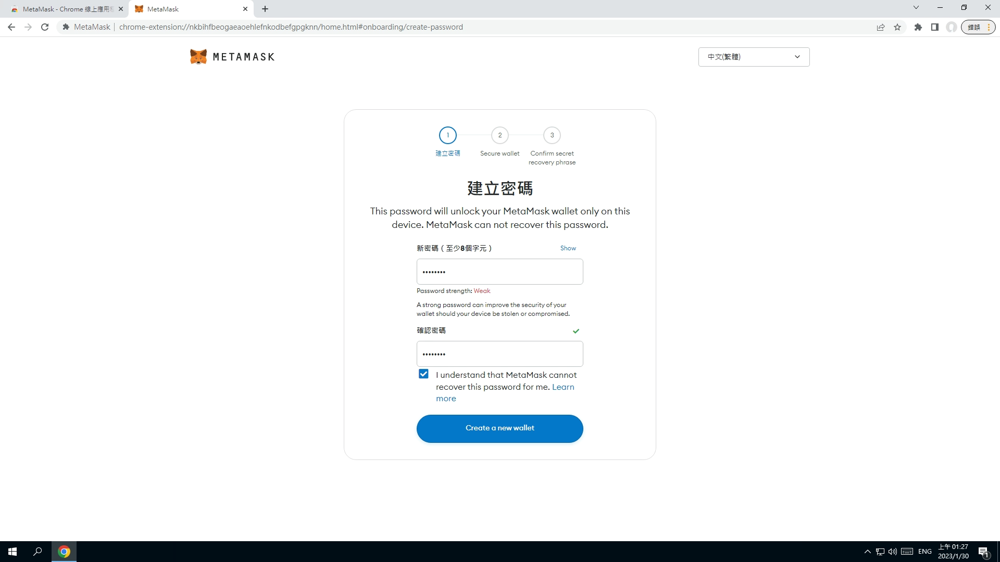 MetaMask - Chrome 線上應用程
MetaMask
MetaMask
chrome-extension://nkbihfbeogaeaoehlefnkodbefgpgknn/home.html#onboarding/create-password
錯誤
METAMASK
中文(繁體)
1
2
3
建立密碼
Secure wallet
Confirm secret
recovery phrase
建立密碼
This password will unlock your MetaMask wallet only on this
device. MetaMask can not recover this password.
新密碼（至少8個字元）
Show
••••••••
Password strength: Weak
A strong password can improve the security of your
wallet should your device be stolen or compromised.
確認密碼
••••••••
I understand that MetaMask cannot
recover this password for me. Learn
more
Create a new wallet
ENG
上午 01:27
2023/1/30
1